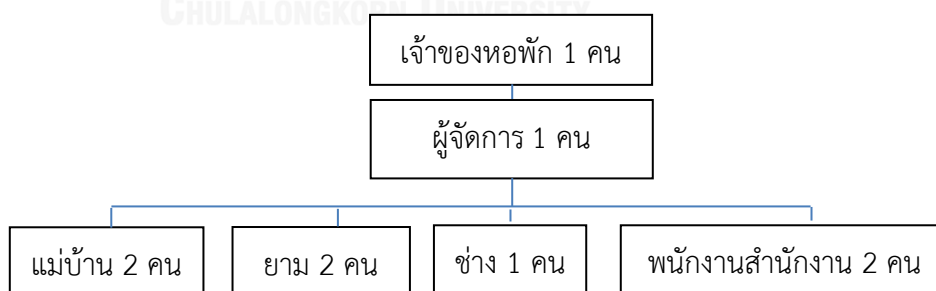 CHULALONGKORN UNIVERSITY
เจ้าของหอพัก 1 คน
ผู้จัดการ 1 คน
แม่บ้าน 2 คน
ยาม 2 คน
ช่าง 1 คน
พนักงานสำนักงาน 2 คน